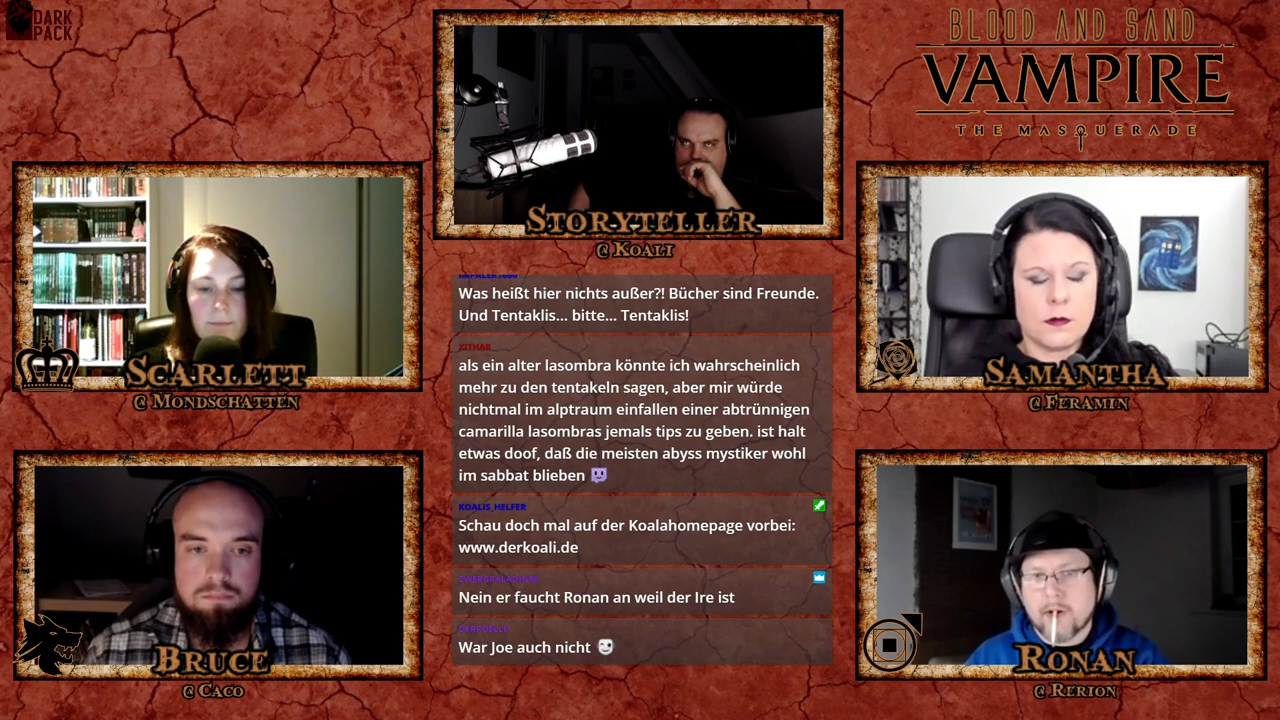 DARK
PACK
BLOOD AND SAND
VAMPIRE
THE MASQUERADE
STORYTELLER
@ KOALI
SCARLETT
@ MONDSCHATTEN
SAMANTHA
@ FERAMIN
Was heißt hier nichts außer?! Bücher sind Freunde.
Und Tentaklis... bitte... Tentaklis!
XITHAR
als ein alter lasombra könnte ich wahrscheinlich
mehr zu den tentakeln sagen, aber mir würde
nichtmal im alptraum einfallen einer abtrünnigen
camarilla lasombras jemals tips zu geben. ist halt
etwas doof, daß die meisten abyss mystiker wohl
im sabbat blieben
KOALIS_HELFER
Schau doch mal auf der Koalahomepage vorbei:
www.derkoali.de
Nein er faucht Ronan an weil der Ire ist
War Joe auch nicht
BRUCE
@ CACO
RONAN
@ RERION